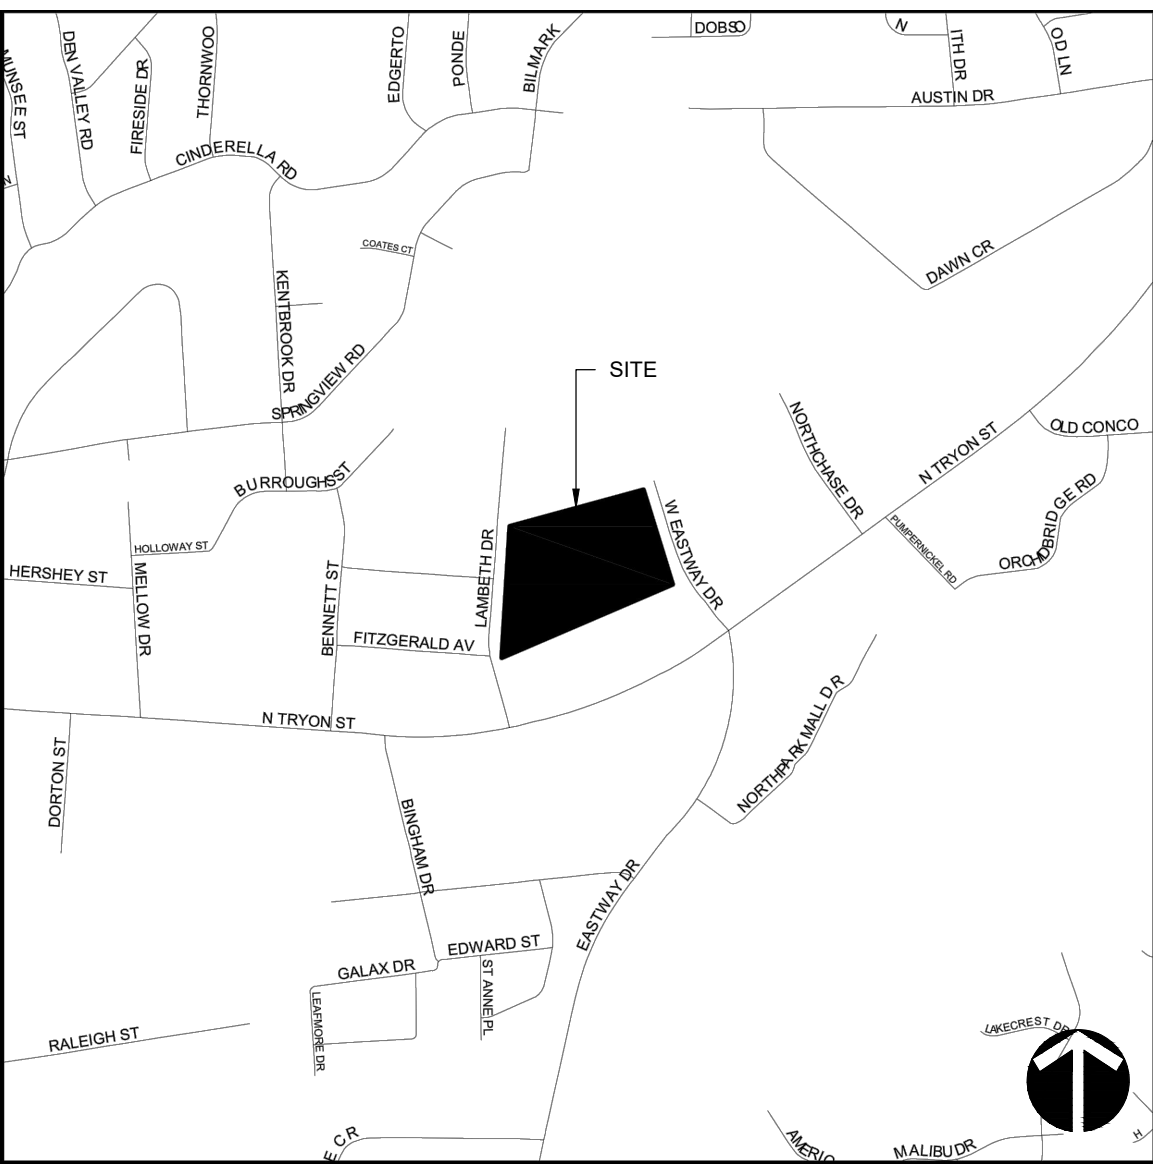 DOBSO
N
ITH DR
OD LN
MUNSEE ST
DEN VALLEY RD
FIRESIDE DR
THORNWOO
EDGERTO
PONDE
BILMARK
AUSTIN DR
CINDERELLA RD
N
COATES CT
DAWN CR
KENTBROOK DR
SPRINGVIEW RD
SITE
NORTHCHASE DR
N TRYON ST
OLD CONCO
BURROUGHS ST
ORCHDBRIDGE RD
PUMPERNICKEL RD
W EASTWAY DR
LAMBETH DR
HOLLOWAY ST
HERSHEY ST
MELLOW DR
BENNETT ST
FITZGERALD AV
N TRYON ST
NORTHPARK MALL DR
DORTON ST
BINGHAM DR
EASTWAY DR
EDWARD ST
GALAX DR
ST ANNE PL
LEAFMORE DR
RALEIGH ST
LAKECREST DR
E CR
AMERIC
MALIBU DR
H